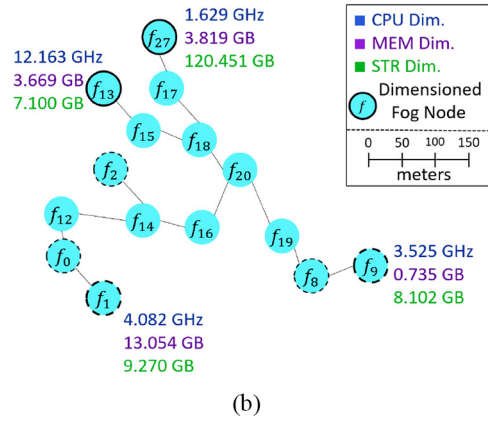 1.629 GHz
3.819 GB
120.451 GB
f27
12.163 GHz
3.669 GB
7.100 GB
f13
f17
f15
f18
f2
f20
f12
f14
f16
f19
f0
f8
f9
f1
3.525 GHz
0.735 GB
8.102 GB
4.082 GHz
13.054 GB
9.270 GB
CPU Dim.
MEM Dim.
STR Dim.
f Dimensioned
Fog Node
0 50 100 150
meters
(b)